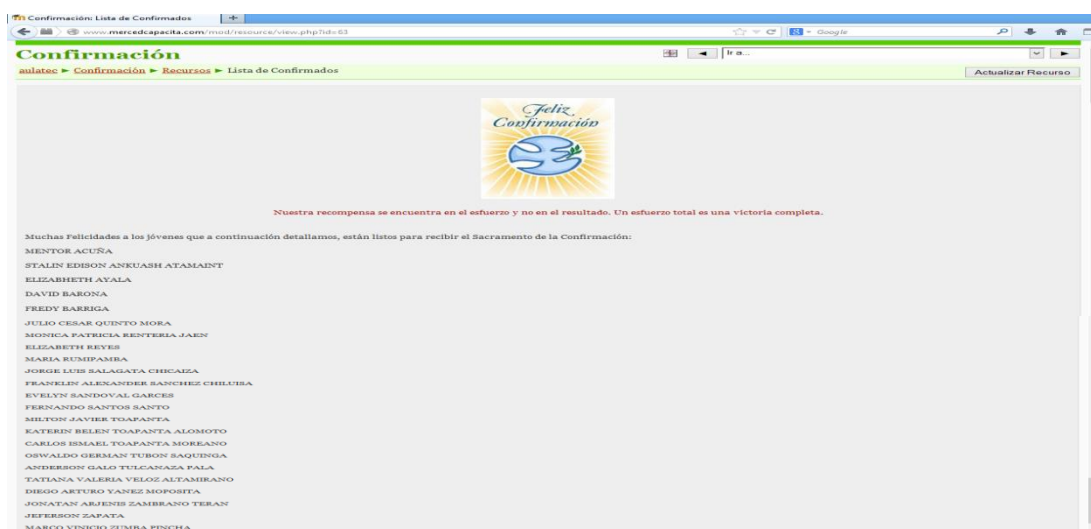 Confirmación: Lista de Confirmados
www.mercedcapacita.com/mod/resource/view.php?id=63
Google
Confirmación
Ir a...
aulatec ► Confirmación ► Recursos ► Lista de Confirmados
Actualizar Recurso
Feliz
Confirmación
Nuestra recompensa se encuentra en el esfuerzo y no en el resultado. Un esfuerzo total es una victoria completa.
Muchas Felicidades a los jóvenes que a continuación detallamos, están listos para recibir el Sacramento de la Confirmación:
MENTOR ACUÑA
STALIN EDISON ANKUASH ATAMAINT
ELIZABHETH AYALA
DAVID BARONA
FREDY BARRIGA
JULIO CESAR QUINTO MORA
MONICA PATRICIA RENTERIA JAEN
ELIZABETH REYES
MARIA RUMIPAMBA
JORGE LUIS SALAGATA CHICAIZA
FRANKLIN ALEXANDER SANCHEZ CHILUISA
EVELYN SANDOVAL GARCES
FERNANDO SANTOS SANTO
MILTON JAVIER TOAPANTA
KATERIN BELEN TOAPANTA ALOMOTO
CARLOS ISMAEL TOAPANTA MOREANO
OSWALDO GERMAN TUBON SAQUINGA
ANDERSON GALO TULCANAZA PALA
TATIANA VALERIA VELOZ ALTAMIRANO
DIEGO ARTURO YANEZ MOPOSITA
JONATAN ARJENIS ZAMBRANO TERAN
JEFERSON ZAPATA
MARCO VINICIO ZUMBA PINCHA